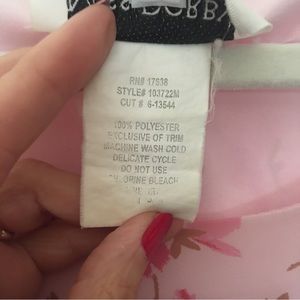 RN# 17838
STYLE# 103722M
CUT # 6-13544
100% POLYESTER
EXCLUSIVE OF TRIM
MACHINE WASH COLD
DELICATE CYCLE
DO NOT USE
CHLORINE BLEACH